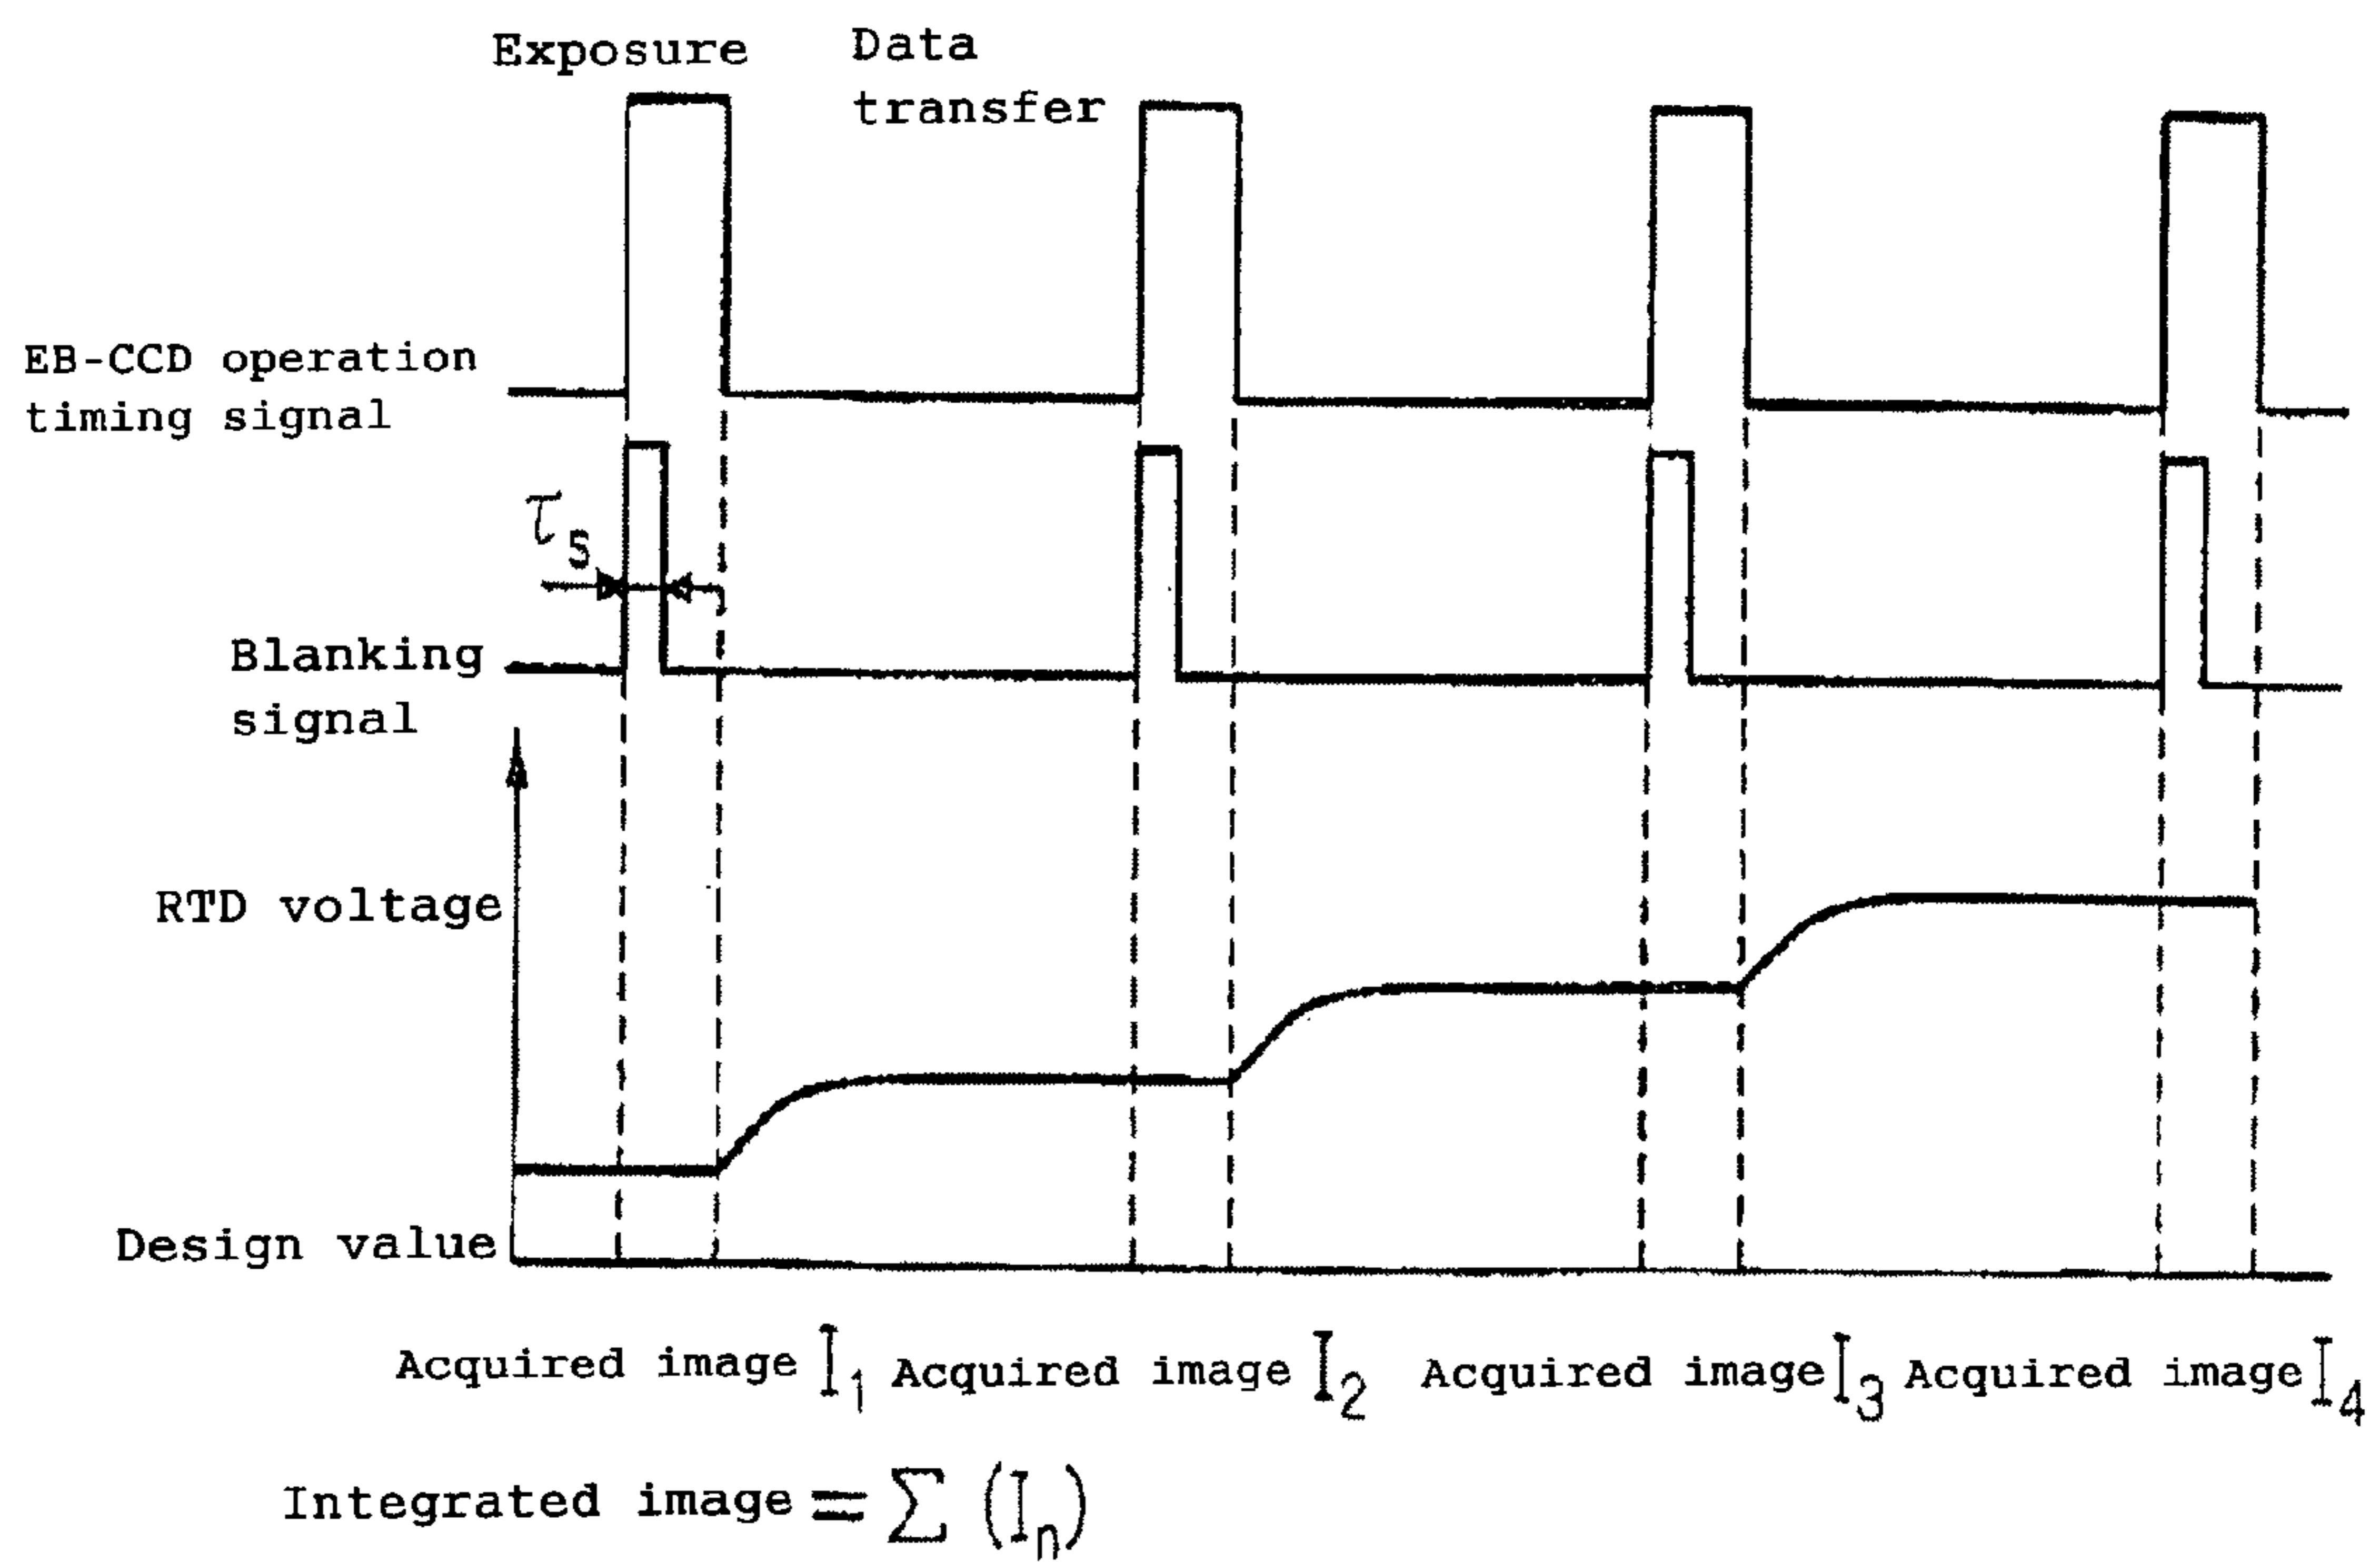 Exposure
Data
transfer
EB-CCD operation
timing signal
τs
Blanking
signal
RTD voltage
Design value
Acquired image I1 Acquired image I2 Acquired image I3 Acquired image I4
Integrated image = Σ (In)